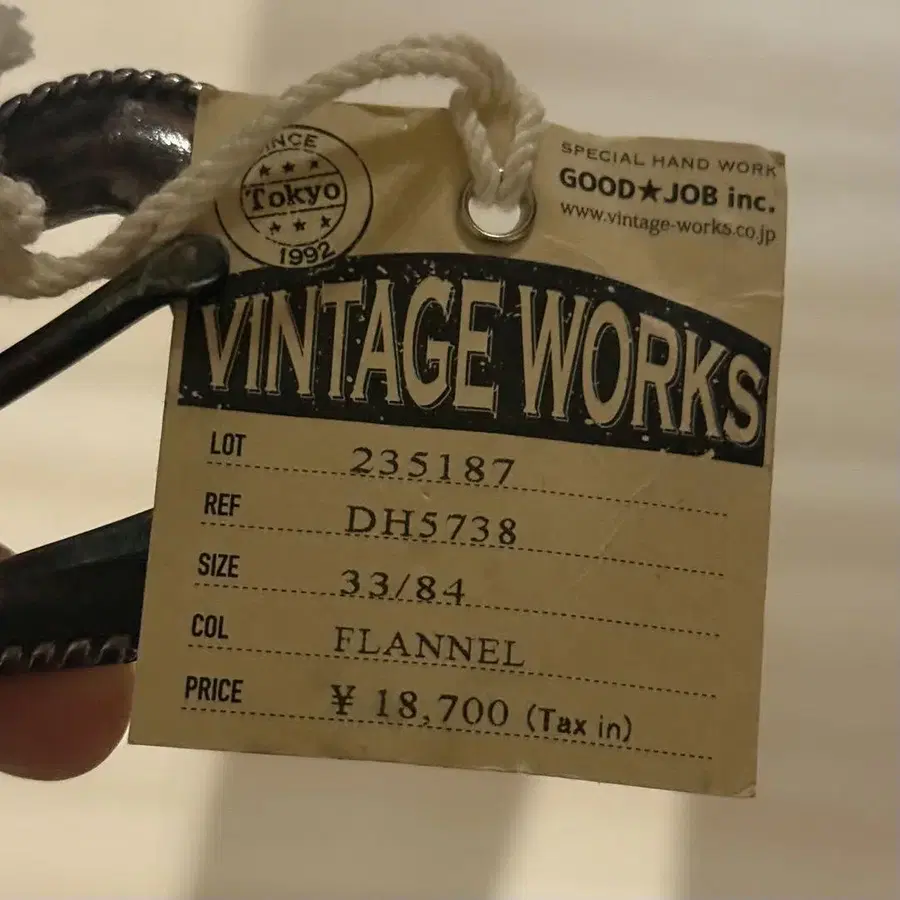 SINCE
★ ★ ★
Tokyo
★ ★ ★
1992
SPECIAL HAND WORK
GOOD★JOB inc.
www.vintage-works.co.jp
VINTAGE WORKS
LOT 235187
REF DH5738
SIZE 33/84
COL FLANNEL
PRICE ¥ 18,700 (Tax in)